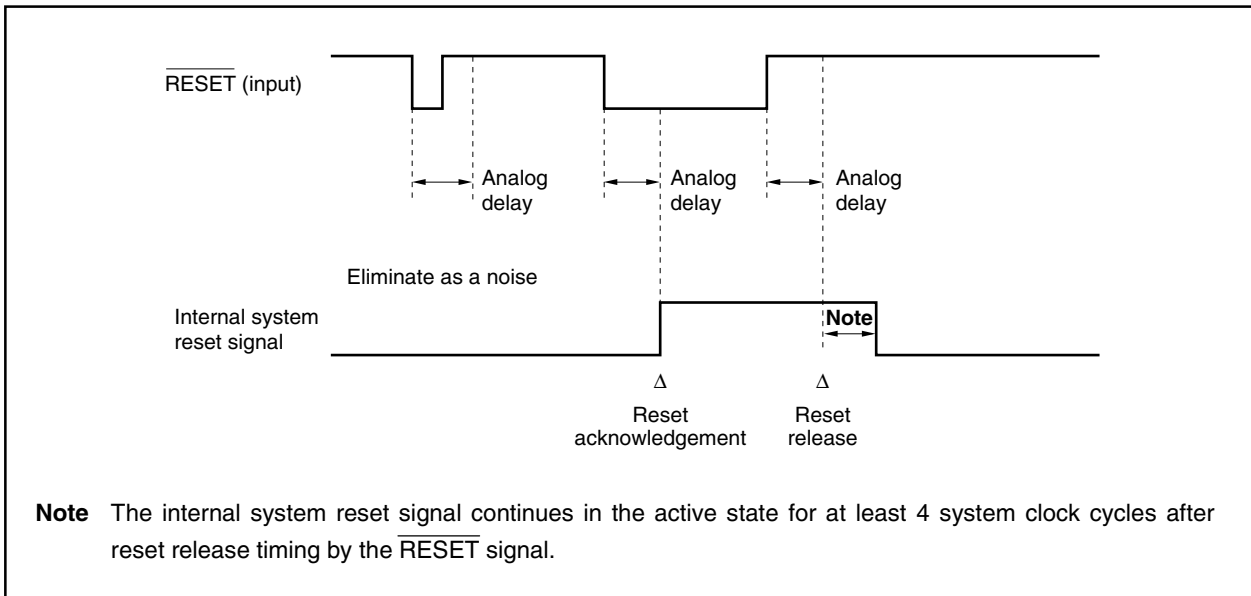 RESET (input)
Analog
delay
Analog
delay
Analog
delay
Eliminate as a noise
Internal system
reset signal
Note
Δ
Δ
Reset
acknowledgement
Reset
release
Note The internal system reset signal continues in the active state for at least 4 system clock cycles after
reset release timing by the RESET signal.